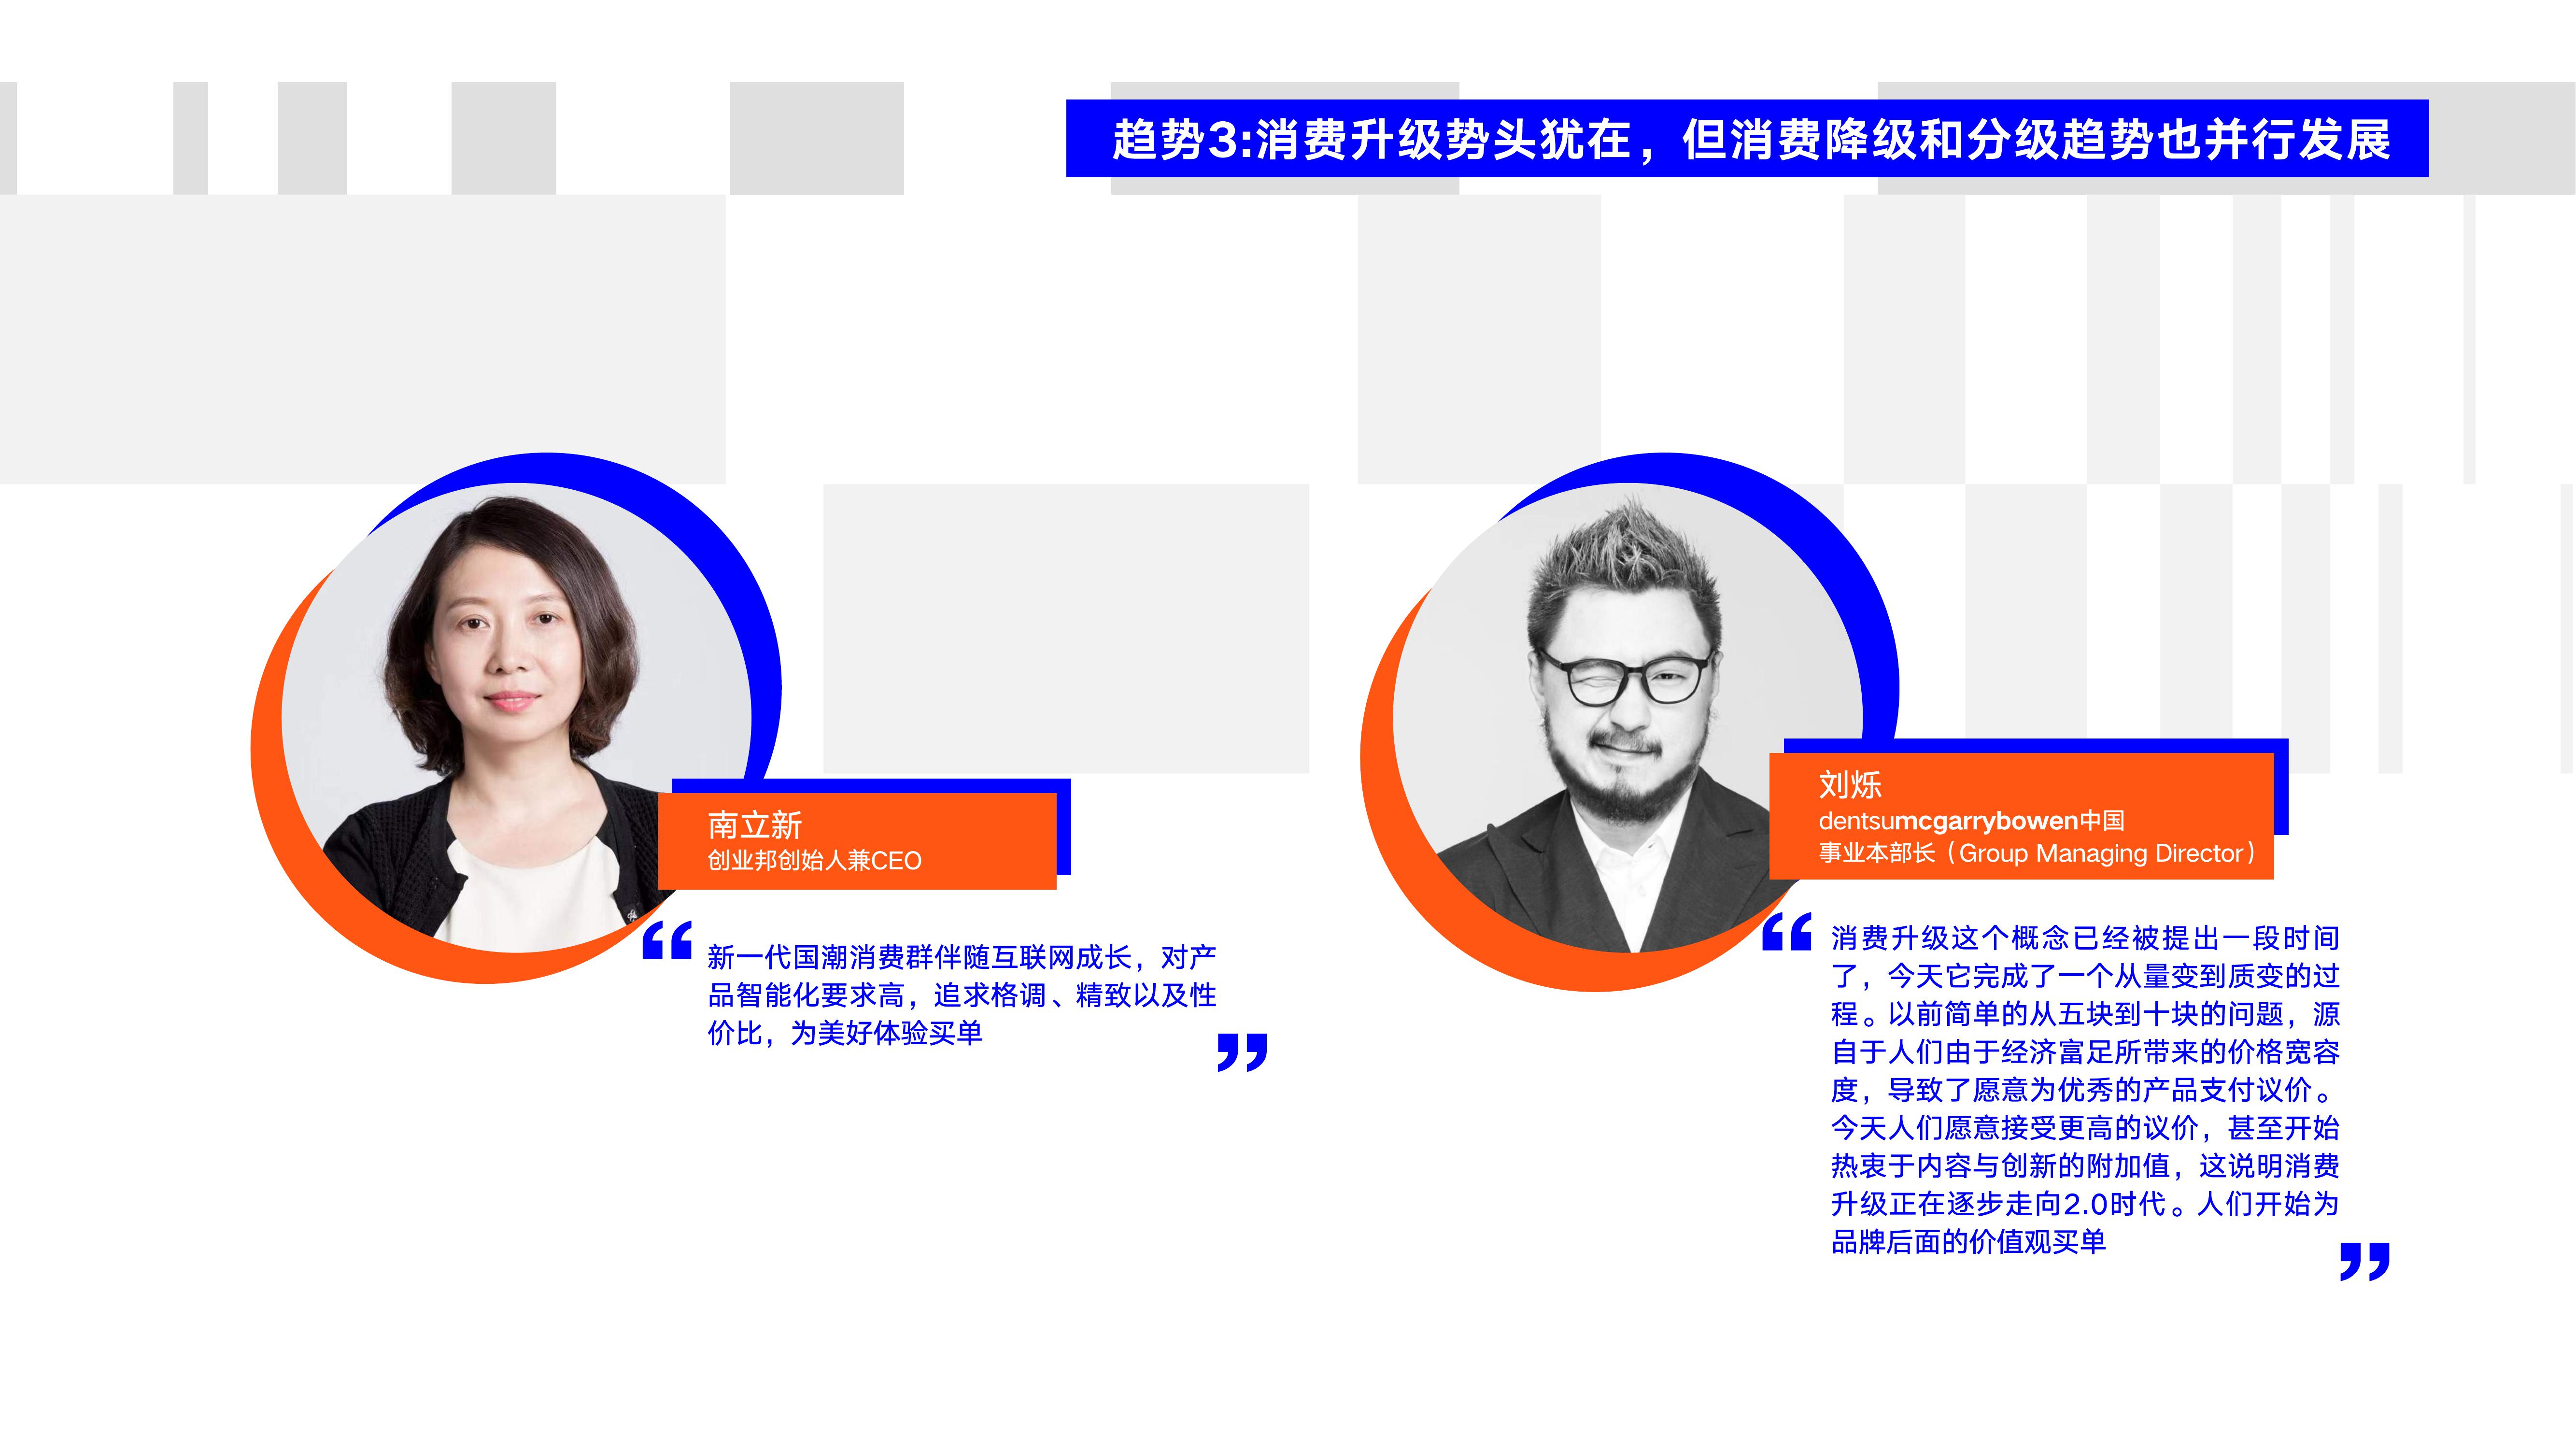 趋势3:消费升级势头犹在，但消费降级和分级趋势也并行发展
南立新
创业邦创始人兼CEO
“
新一代国潮消费群伴随互联网成长，对产
品智能化要求高，追求格调、精致以及性
价比，为美好体验买单
”
刘烁
dentsumcgarrybowen中国
事业本部长（Group Managing Director）
“
消费升级这个概念已经被提出一段时间
了，今天它完成了一个从量变到质变的过
程。以前简单的从五块到十块的问题，源
自于人们由于经济富足所带来的价格宽容
度，导致了愿意为优秀的产品支付议价。
今天人们愿意接受更高的议价，甚至开始
热衷于内容与创新的附加值，这说明消费
升级正在逐步走向2.0时代。人们开始为
品牌后面的价值观买单
”